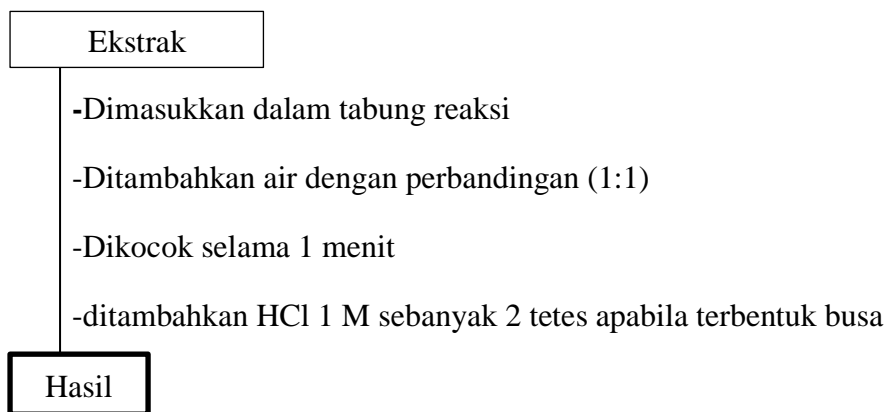 Ekstrak
-Dimasukkan dalam tabung reaksi
-Ditambahkan air dengan perbandingan (1:1)
-Dikocok selama 1 menit
-ditambahkan HCl 1 M sebanyak 2 tetes apabila terbentuk busa
Hasil